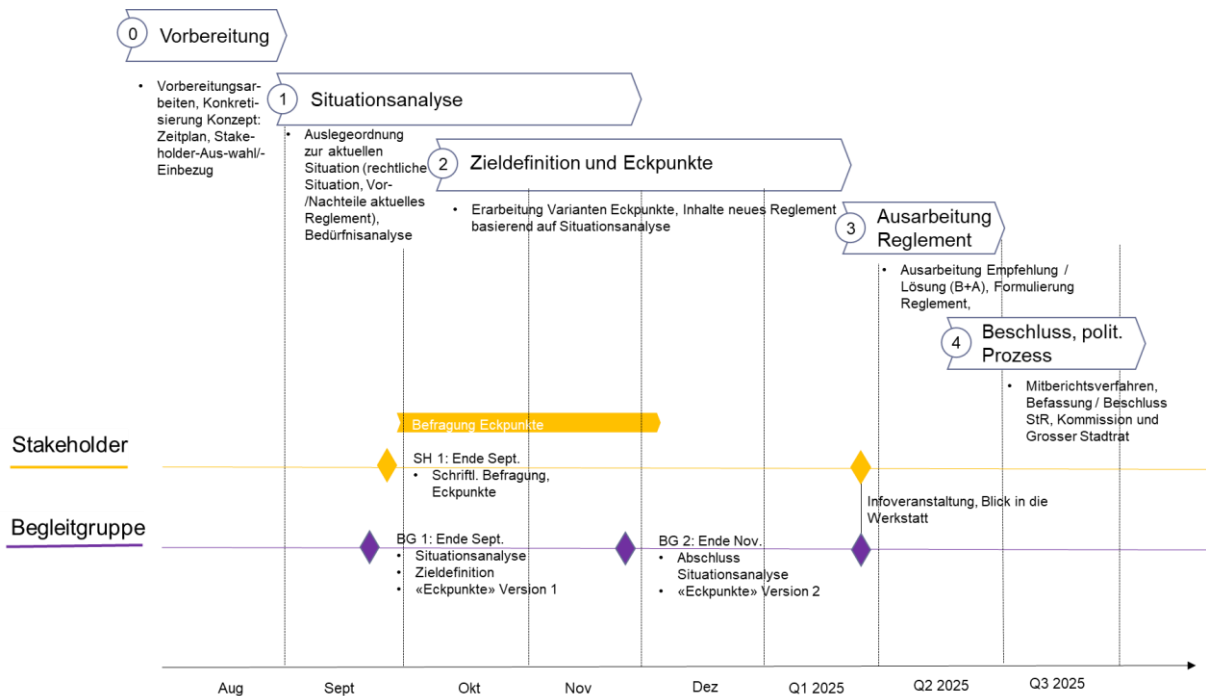 0 Vorbereitung
• Vorbereitungsar-
beiten, Konkreti-
sierung Konzept:
Zeitplan, Stake-
holder-Aus-wahl/-
Einbezug
1 Situationsanalyse
• Auslegeordnung
zur aktuellen
Situation (rechtliche
Situation, Vor-
/Nachteile aktuelles
Reglement),
Bedürfnisanalyse
2 Zieldefinition und Eckpunkte
• Erarbeitung Varianten Eckpunkte, Inhalte neues Reglement
basierend auf Situationsanalyse
3 Ausarbeitung
Reglement
• Ausarbeitung Empfehlung /
Lösung (B+A), Formulierung
Reglement,
4 Beschluss, polit.
Prozess
• Mitberichtsverfahren,
Befassung / Beschluss
StR, Kommission und
Grosser Stadtrat
Befragung Eckpunkte
Stakeholder
SH 1: Ende Sept.
• Schriftl. Befragung,
Eckpunkte
Infoveranstaltung, Blick in die
Werkstatt
Begleitgruppe
BG 1: Ende Sept.
• Situationsanalyse
• Zieldefinition
• «Eckpunkte» Version 1
BG 2: Ende Nov.
• Abschluss
Situationsanalyse
• «Eckpunkte» Version 2
Aug Sept Okt Nov Dez Q1 2025 Q2 2025 Q3 2025